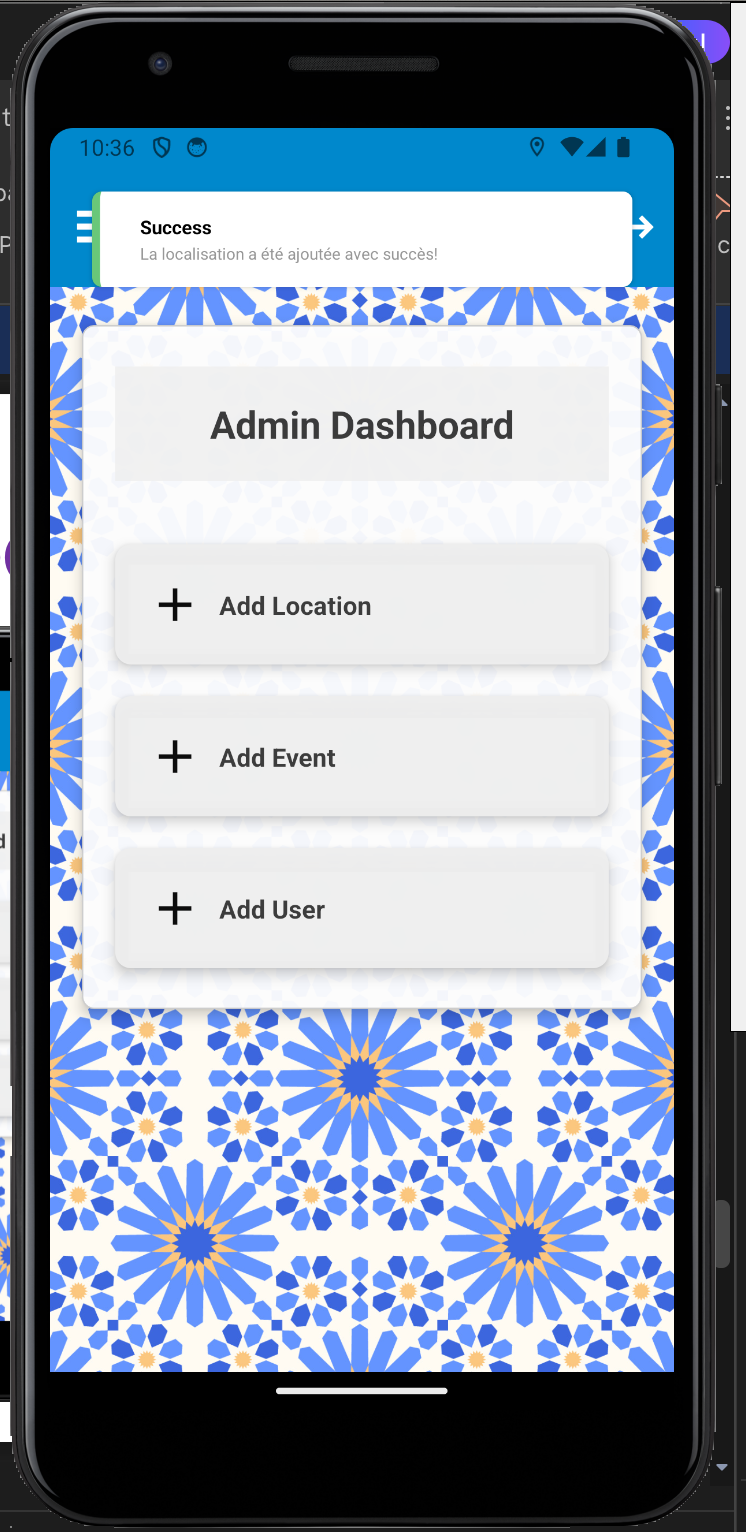 10:36
Success
La localisation a été ajoutée avec succès!
Admin Dashboard
Add Location
Add Event
Add User